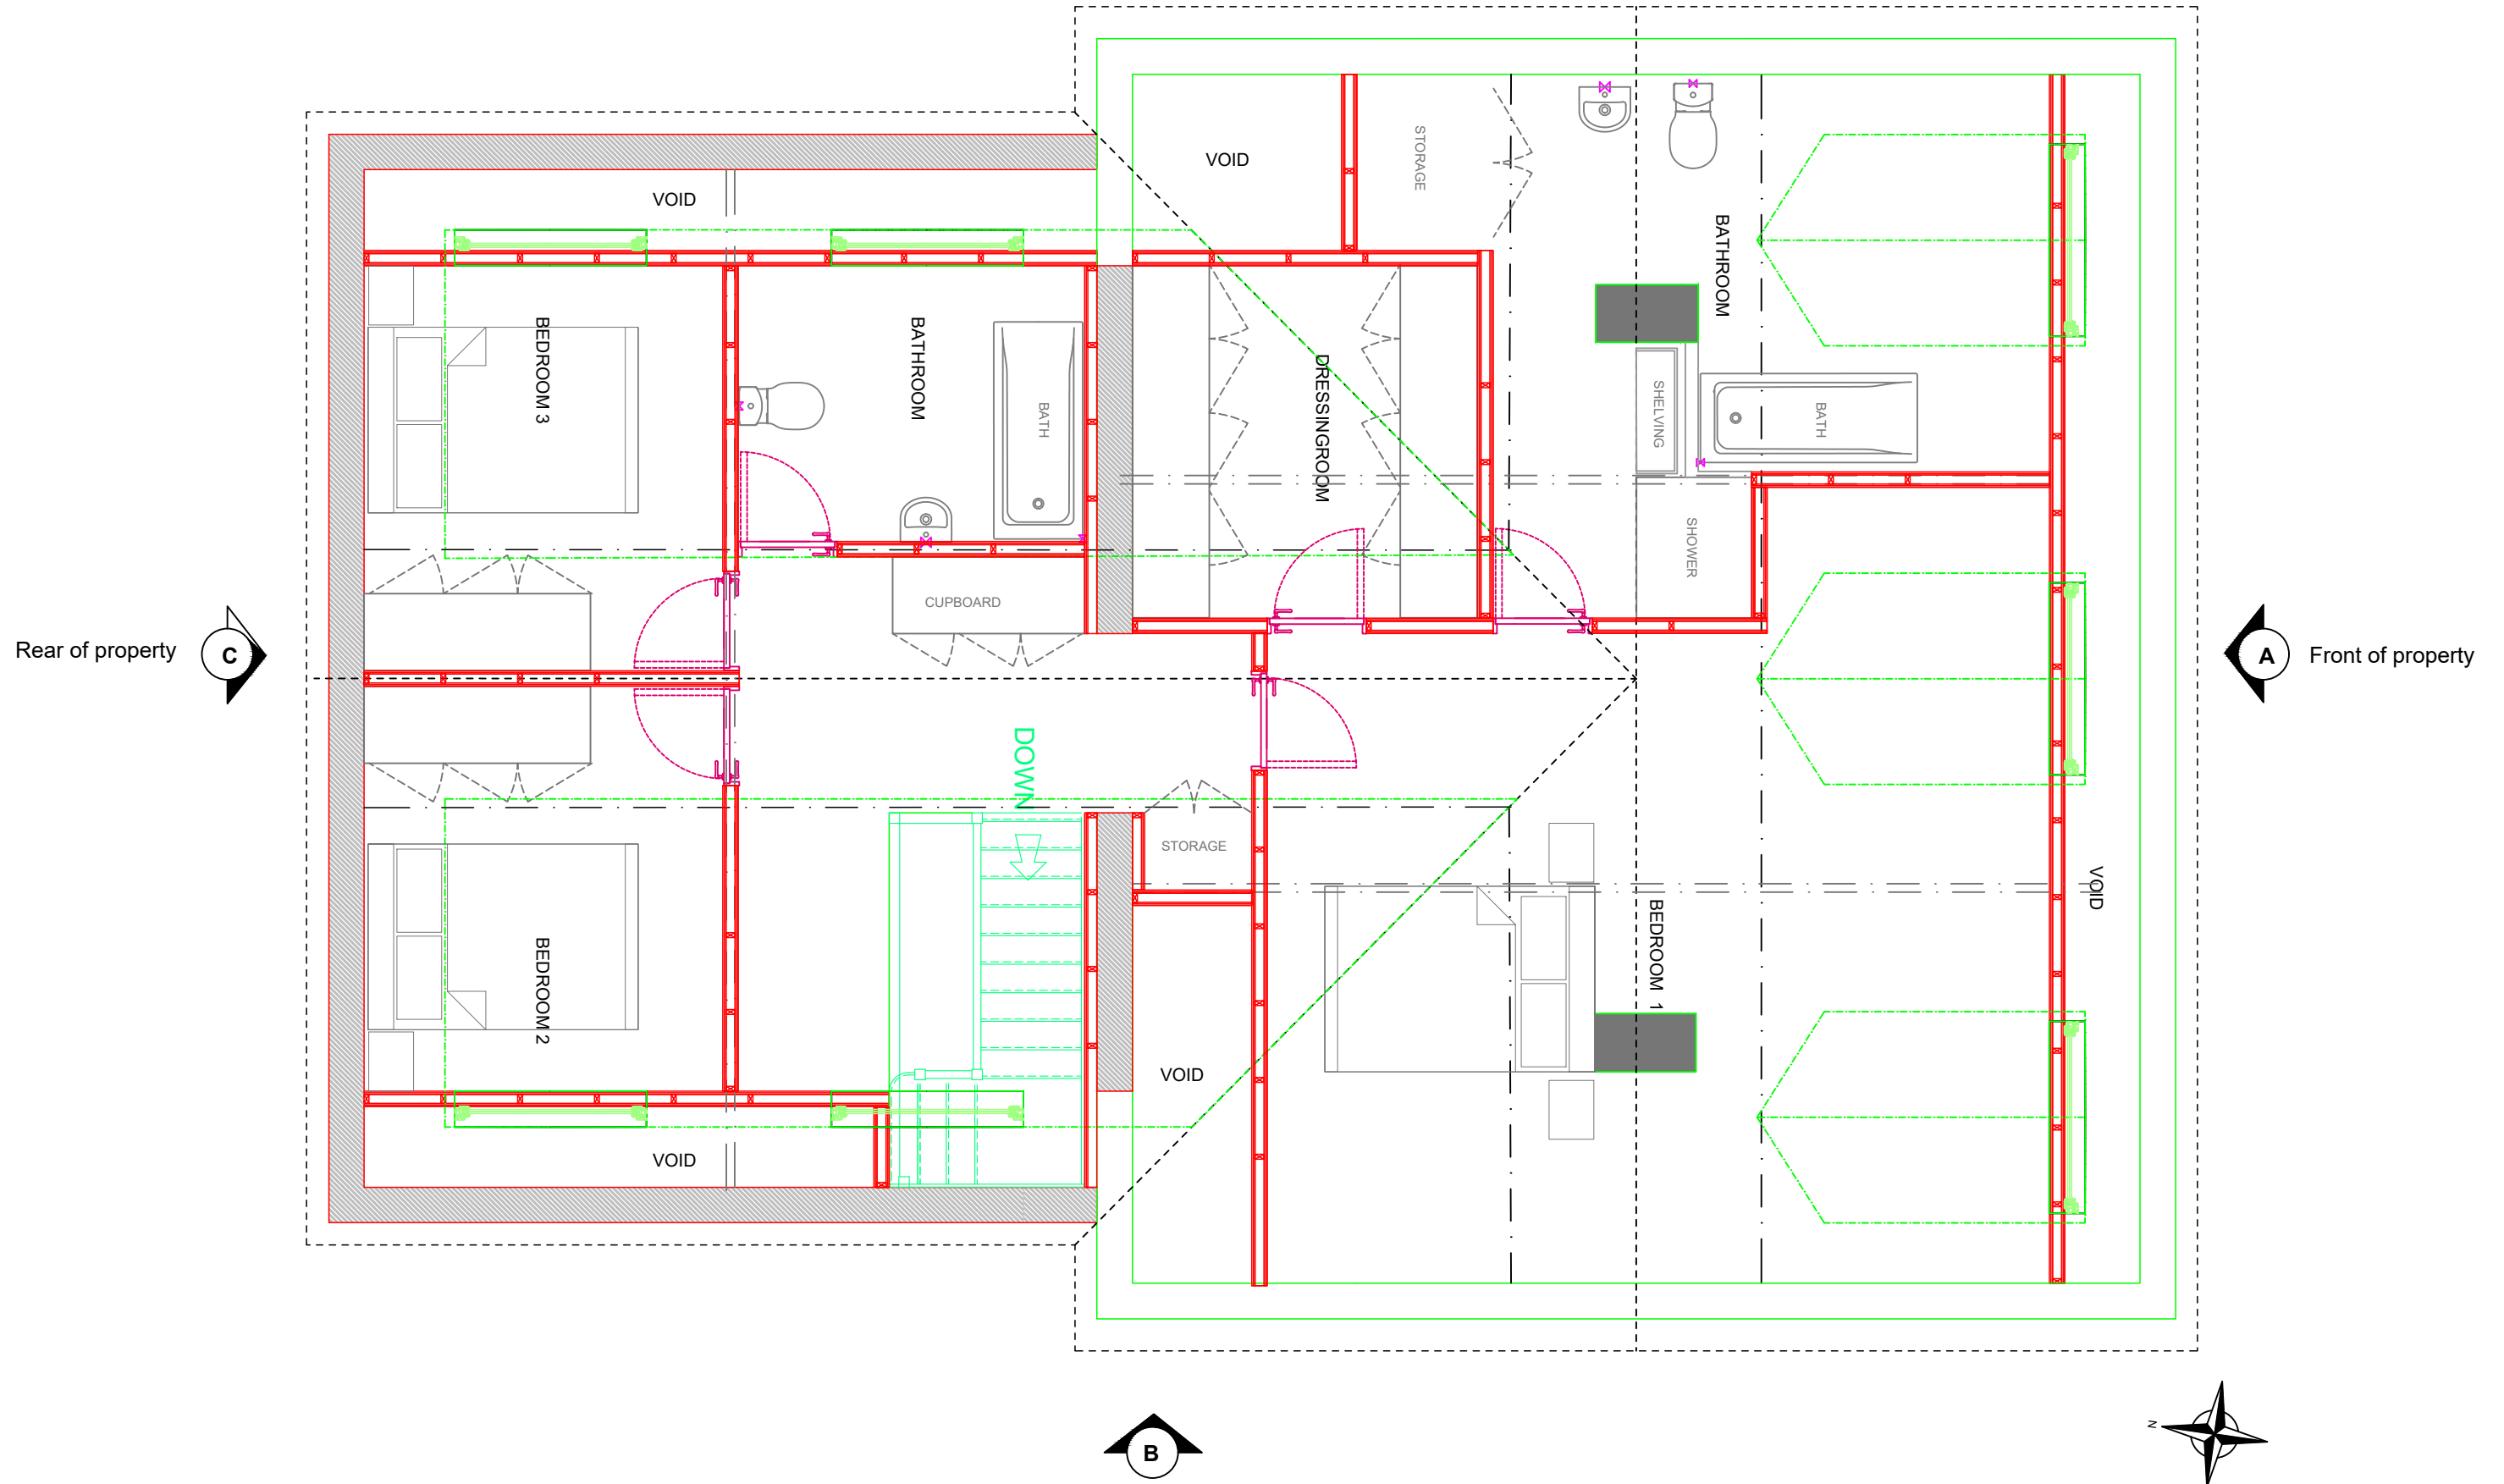 VOID
STORAGE
VOID
BATHROOM
BEDROOM 3
BATHROOM
DRESSINGROOM
BATH
SHELVING
BATH
SHOWER
CUPBOARD
Rear of property
C
A
Front of property
DOWN
STORAGE
VOID
BEDROOM 1
BEDROOM 2
VOID
VOID
B
N